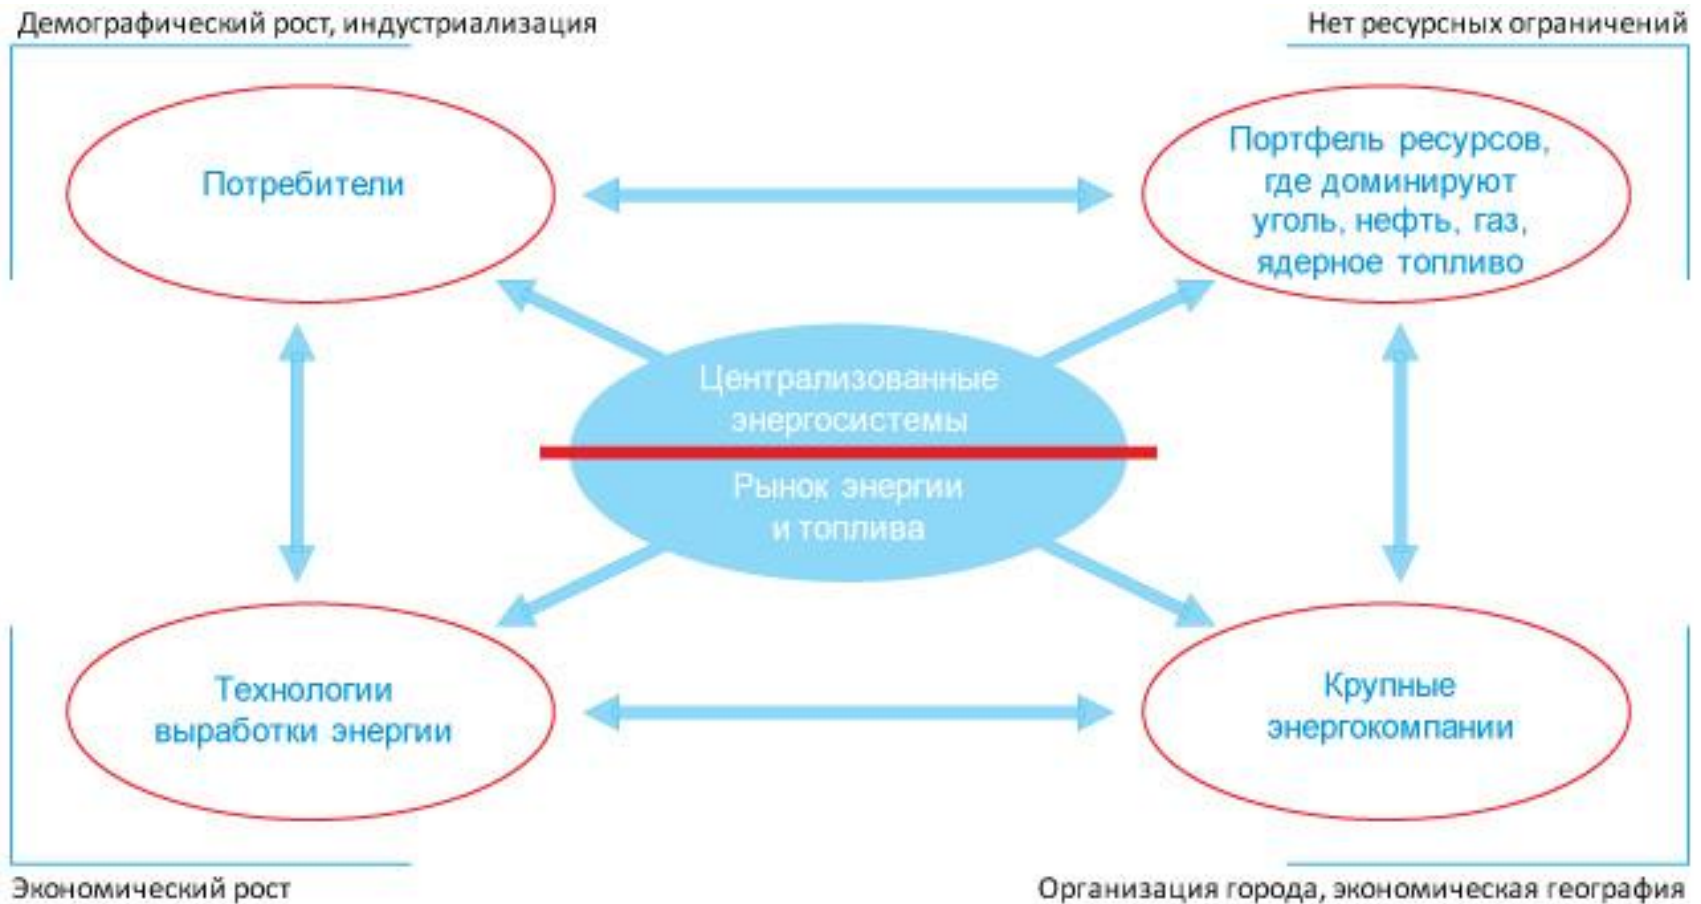 Демографический рост, индустриализация
Нет ресурсных ограничений
Потребители
Портфель ресурсов,
где доминируют
уголь, нефть, газ,
ядерное топливо
Централизованные
энергосистемы
Рынок энергии
и топлива
Технологии
выработки энергии
Крупные
энергокомпании
Экономический рост
Организация города, экономическая география